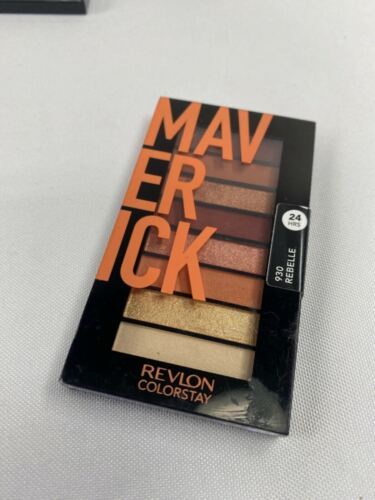 MAV
ER
ICK
24
HRS
930
REBELLE
REVLON
COLORSTAY